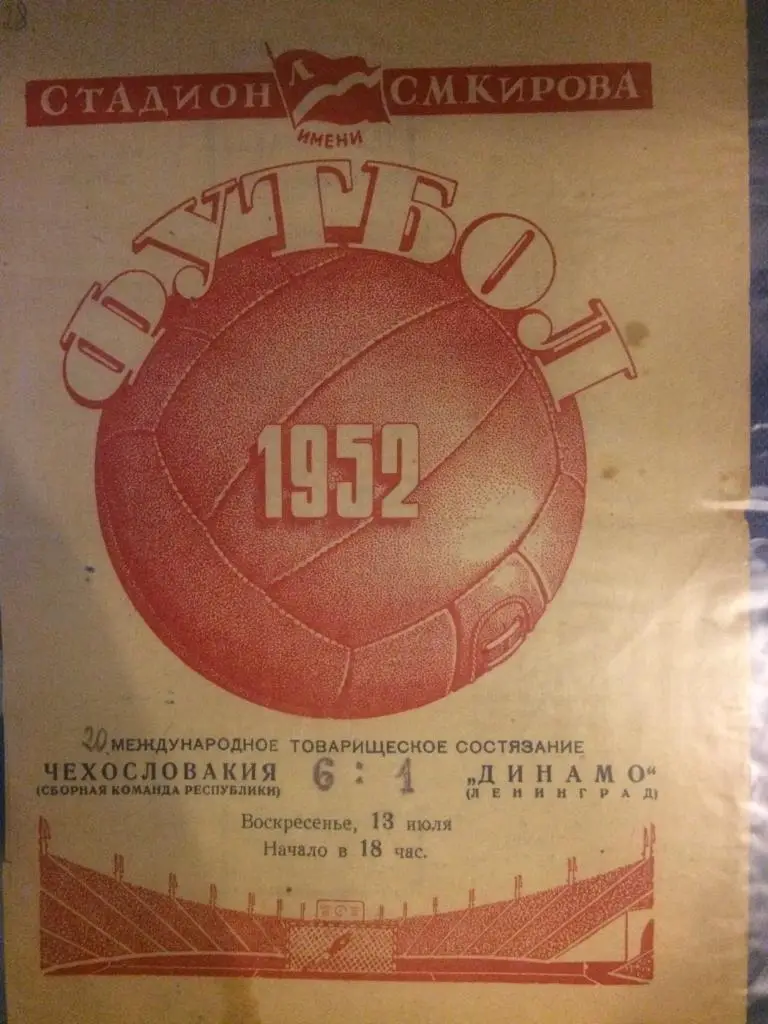 28
СТАДИОН Л С.М.КИРОВА
ИМЕНИ
ФУТБОЛ
1952
20 МЕЖДУНАРОДНОЕ ТОВАРИЩЕСКОЕ СОСТЯЗАНИЕ
ЧЕХОСЛОВАКИЯ 6:1 „ДИНАМО“
(СБОРНАЯ КОМАНДА РЕСПУБЛИКИ) (ЛЕНИНГРАД)
Воскресенье, 13 июля
Начало в 18 час.